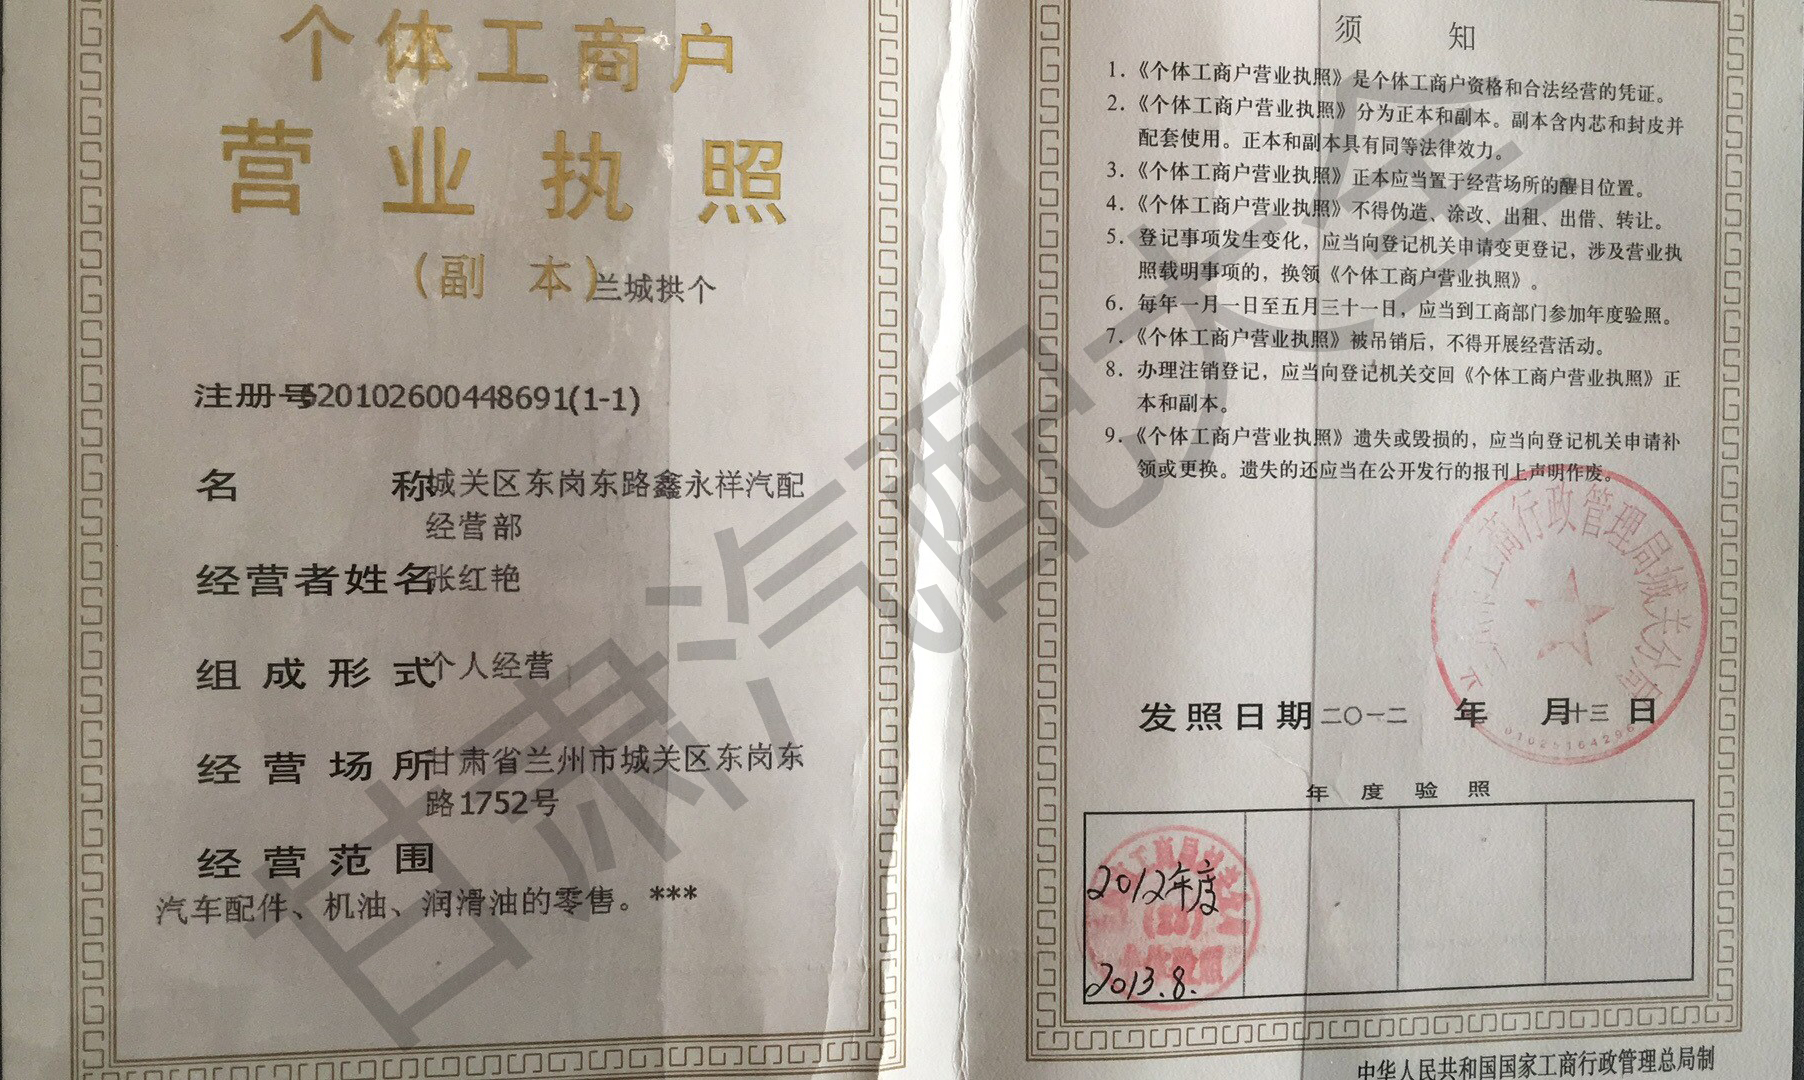 个体工商户
营业执照
(副 本)兰城拱个
注册号620102600448691(1-1)
名 称城关区东岗东路鑫永祥汽配
经营部
经营者姓名张红艳
组成形式个人经营
经营场所甘肃省兰州市城关区东岗东
路1752号
经营范围
汽车配件、机油、润滑油的零售。***
须 知
1.《个体工商户营业执照》是个体工商户资格和合法经营的凭证。
2.《个体工商户营业执照》分为正本和副本。副本含内芯和封皮并
配套使用。正本和副本具有同等法律效力。
3.《个体工商户营业执照》正本应当置于经营场所的醒目位置。
4.《个体工商户营业执照》不得伪造、涂改、出租、出借、转让。
5.登记事项发生变化，应当向登记机关申请变更登记，涉及营业执
照载明事项的，换领《个体工商户营业执照》。
6.每年一月一日至五月三十一日，应当到工商部门参加年度验照。
7.《个体工商户营业执照》被吊销后，不得开展经营活动。
8.办理注销登记，应当向登记机关交回《个体工商户营业执照》正
本和副本。
9.《个体工商户营业执照》遗失或毁损的，应当向登记机关申请补
领或更换。遗失的还应当在公开发行的报刊上声明作废。
工商行政管理局城关分局
发照日期二〇一二 年 月十三日
年度验照
2012年度
2013.8.
中华人民共和国国家工商行政管理总局制
甘肃汽配大全